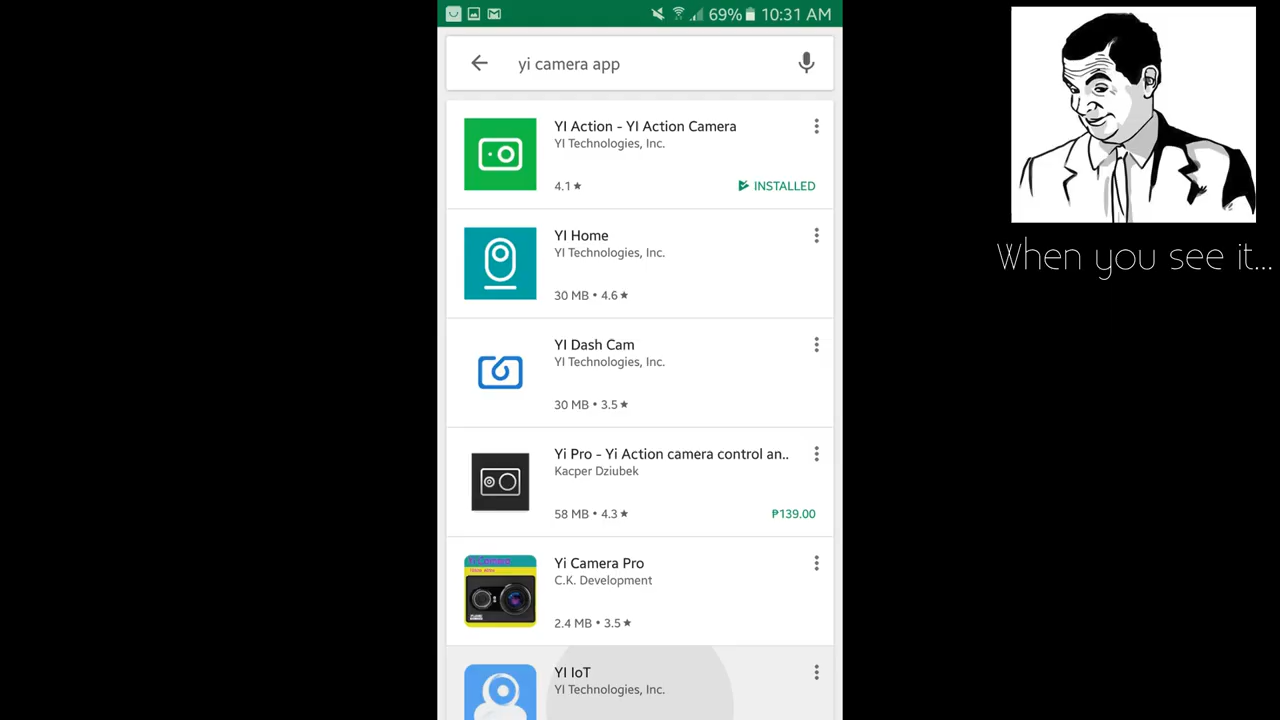 69% 10:31 AM
yi camera app
YI Action - YI Action Camera
YI Technologies, Inc.
4.1★ INSTALLED
YI Home
YI Technologies, Inc.
30 MB • 4.6★
YI Dash Cam
YI Technologies, Inc.
30 MB • 3.5★
Yi Pro - Yi Action camera control an..
Kacper Dziubek
58 MB • 4.3★ ₱139.00
Yi Camera Pro
C.K. Development
2.4 MB • 3.5★
YI IoT
YI Technologies, Inc.
When you see it...